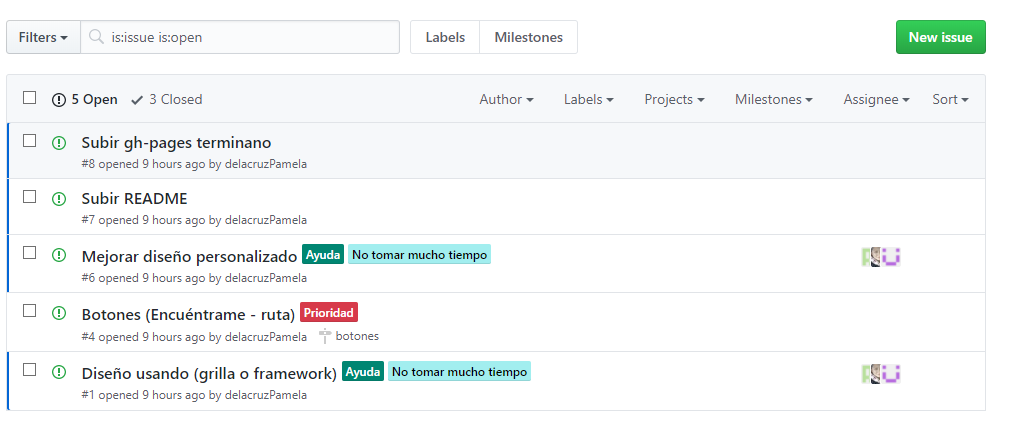 Filters is:issue is:open Labels Milestones New issue
5 Open 3 Closed Author Labels Projects Milestones Assignee Sort
Subir gh-pages terminano
#8 opened 9 hours ago by delacruzPamela
Subir README
#7 opened 9 hours ago by delacruzPamela
Mejorar diseño personalizado Ayuda No tomar mucho tiempo
#6 opened 9 hours ago by delacruzPamela
Botones (Encuéntrame - ruta) Prioridad
#4 opened 9 hours ago by delacruzPamela botones
Diseño usando (grilla o framework) Ayuda No tomar mucho tiempo
#1 opened 9 hours ago by delacruzPamela